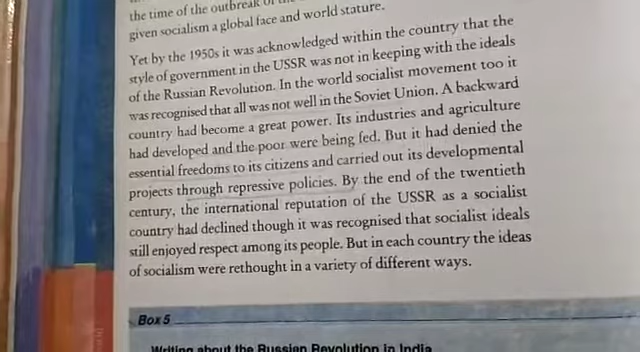 the time of the outbreak of the
given socialism a global face and world stature.
Yet by the 1950s it was acknowledged within the country that the
style of government in the USSR was not in keeping with the ideals
of the Russian Revolution. In the world socialist movement too it
was recognised that all was not well in the Soviet Union. A backward
country had become a great power. Its industries and agriculture
had developed and the poor were being fed. But it had denied the
essential freedoms to its citizens and carried out its developmental
projects through repressive policies. By the end of the twentieth
century, the international reputation of the USSR as a socialist
country had declined though it was recognised that socialist ideals
still enjoyed respect among its people. But in each country the ideas
of socialism were rethought in a variety of different ways.
Box 5
Writing about the Russian Revolution in India